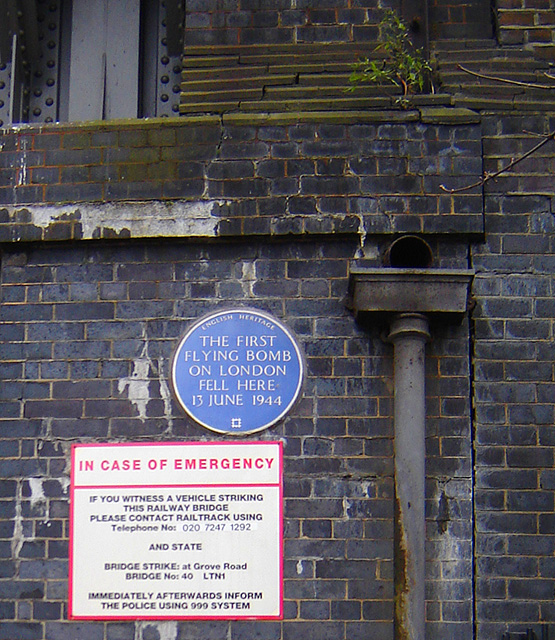 ENGLISH HERITAGE
THE FIRST
FLYING BOMB
ON LONDON
FELL HERE
13 JUNE 1944
IN CASE OF EMERGENCY
IF YOU WITNESS A VEHICLE STRIKING
THIS RAILWAY BRIDGE
PLEASE CONTACT RAILTRACK USING
Telephone No: 020 7247 1292
AND STATE
BRIDGE STRIKE: at Grove Road
BRIDGE No: 40 LTN1
IMMEDIATELY AFTERWARDS INFORM
THE POLICE USING 999 SYSTEM